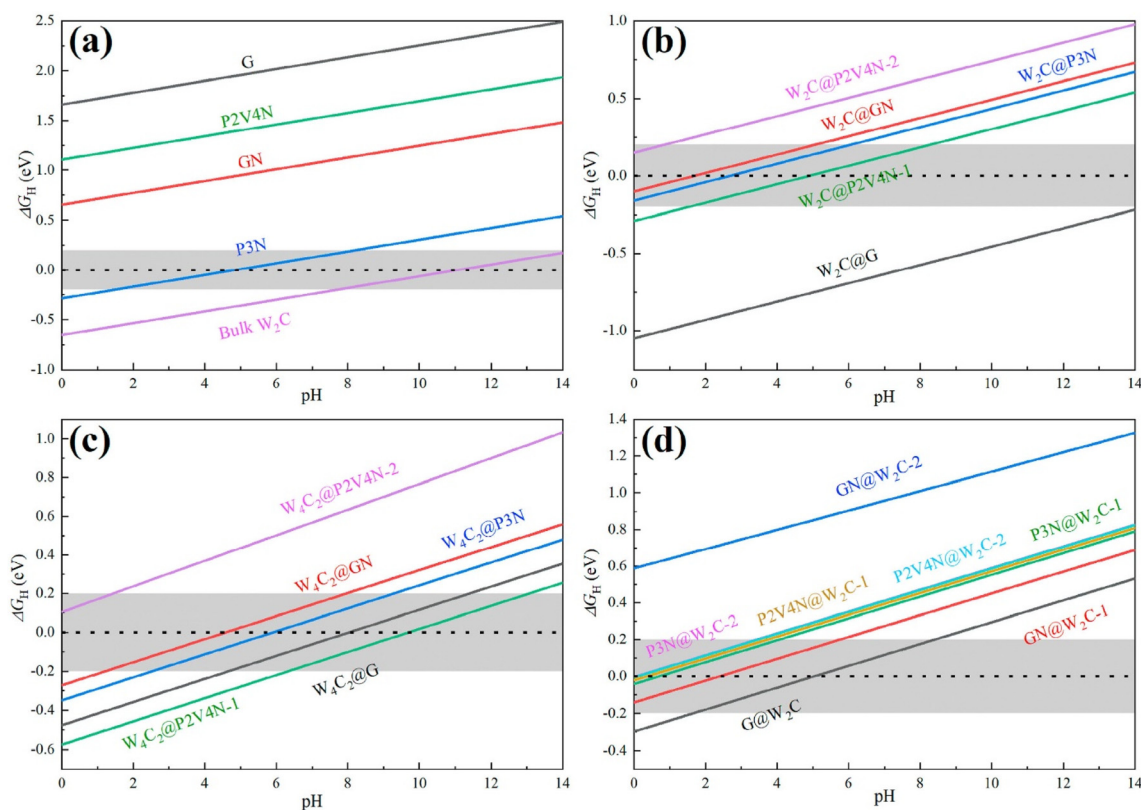 (a)
2.5
2.0
1.5
1.0
0.5
0.0
-0.5
-1.0
ΔG_H (eV)
G
P2V4N
GN
P3N
Bulk W₂C
0 2 4 6 8 10 12 14
pH
(b)
1.0
0.5
0.0
-0.5
-1.0
ΔG_H (eV)
W₂C@P2V4N-2
W₂C@P3N
W₂C@GN
W₂C@P2V4N-1
W₂C@G
0 2 4 6 8 10 12 14
pH
(c)
1.0
0.8
0.6
0.4
0.2
0.0
-0.2
-0.4
-0.6
ΔG_H (eV)
W₄C₂@P2V4N-2
W₄C₂@P3N
W₄C₂@GN
W₄C₂@G
W₄C₂@P2V4N-1
0 2 4 6 8 10 12 14
pH
(d)
1.4
1.2
1.0
0.8
0.6
0.4
0.2
0.0
-0.2
-0.4
ΔG_H (eV)
GN@W₂C-2
P3N@W₂C-1
P2V4N@W₂C-2
P2V4N@W₂C-1
P3N@W₂C-2
GN@W₂C-1
G@W₂C
0 2 4 6 8 10 12 14
pH